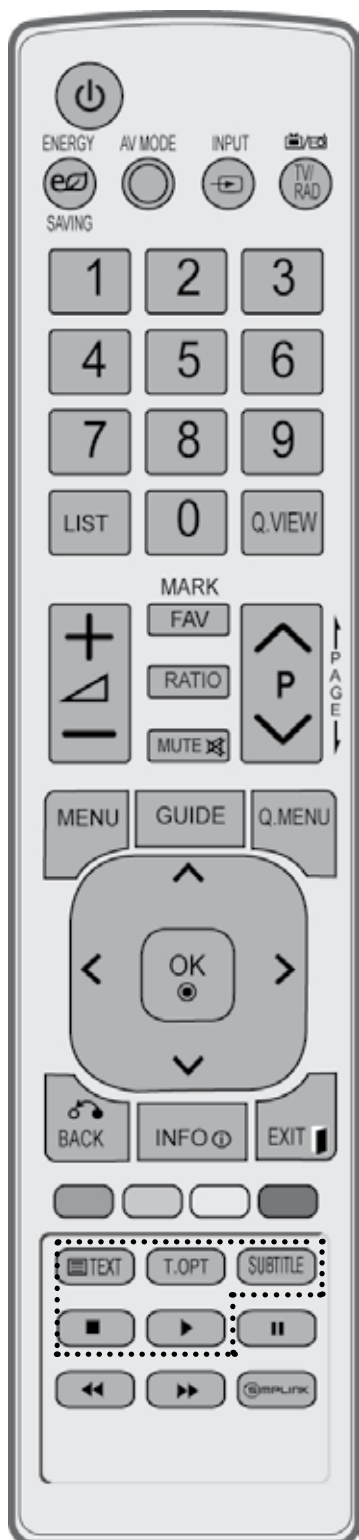 ENERGY AV MODE INPUT
TV/
RAD
SAVING
1 2 3
4 5 6
7 8 9
LIST 0 Q.VIEW
MARK
FAV
P
PAGE
RATIO
MUTE
MENU GUIDE Q.MENU
OK
BACK INFO EXIT
TEXT T.OPT SUBTITLE
SIMPLINK